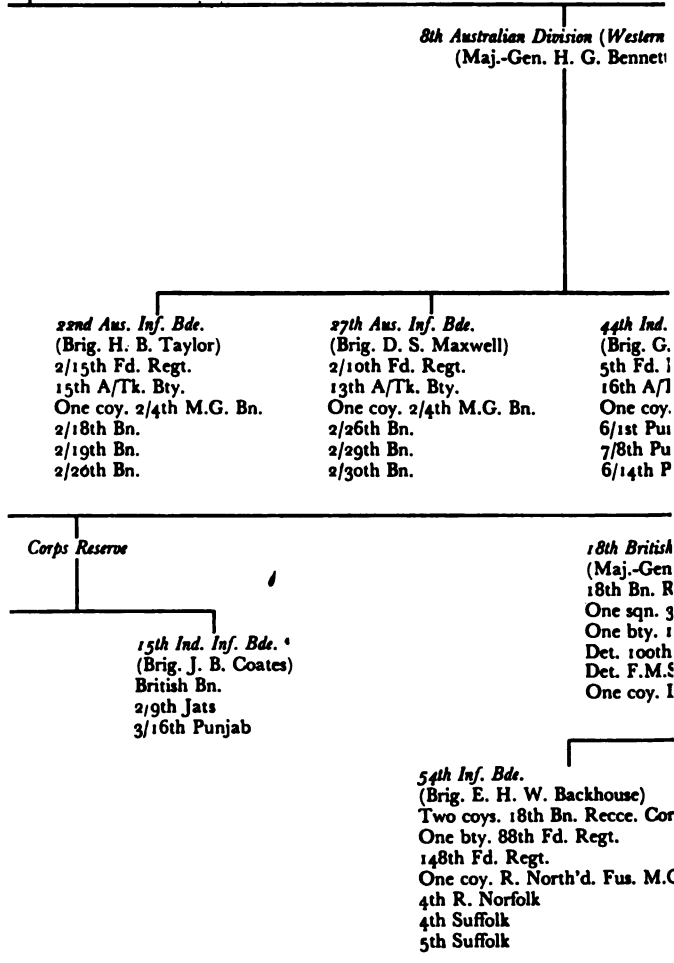 8th Australian Division (Western
(Maj.-Gen. H. G. Bennett
22nd Aus. Inf. Bde.
(Brig. H. B. Taylor)
2/15th Fd. Regt.
15th A/Tk. Bty.
One coy. 2/4th M.G. Bn.
2/18th Bn.
2/19th Bn.
2/20th Bn.
27th Aus. Inf. Bde.
(Brig. D. S. Maxwell)
2/10th Fd. Regt.
13th A/Tk. Bty.
One coy. 2/4th M.G. Bn.
2/26th Bn.
2/29th Bn.
2/30th Bn.
44th Ind.
(Brig. G.
5th Fd.
16th
One coy.
6/1st
7/8th Pu
6/14th P
Corps Reserve
15th Ind. Inf. Bde.
(Brig. J. B. Coates)
British Bn.
2/9th Jats
3/16th Punjab
18th British
(Maj.-Gen
18th Bn. R
One sqn. 3
One bty. 1
Det. 100th
Det. F.M.S
One coy.
54th Inf. Bde.
(Brig. E. H. W. Backhouse)
Two coys. 18th Bn. Recce. Cor
One bty. 88th Fd. Regt.
148th Fd. Regt.
One coy. R. North'd. Fus. M.G
4th R. Norfolk
4th Suffolk
5th Suffolk